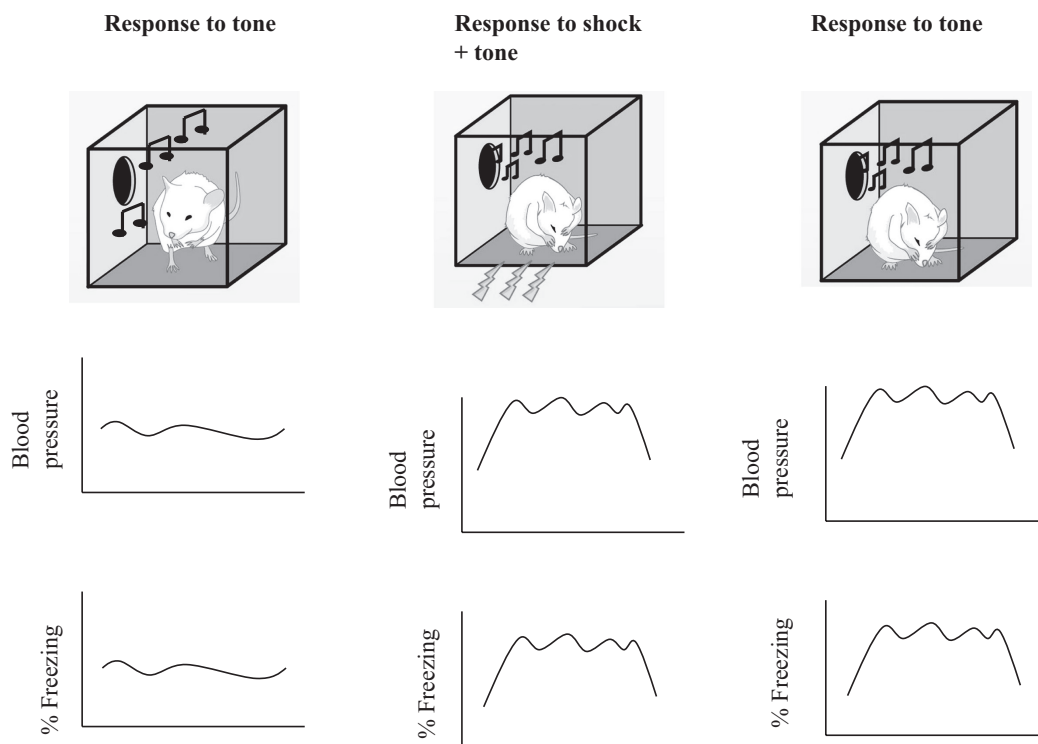 Response to tone
Response to shock
+ tone
Response to tone
Blood
pressure
Blood
pressure
Blood
pressure
% Freezing
% Freezing
% Freezing